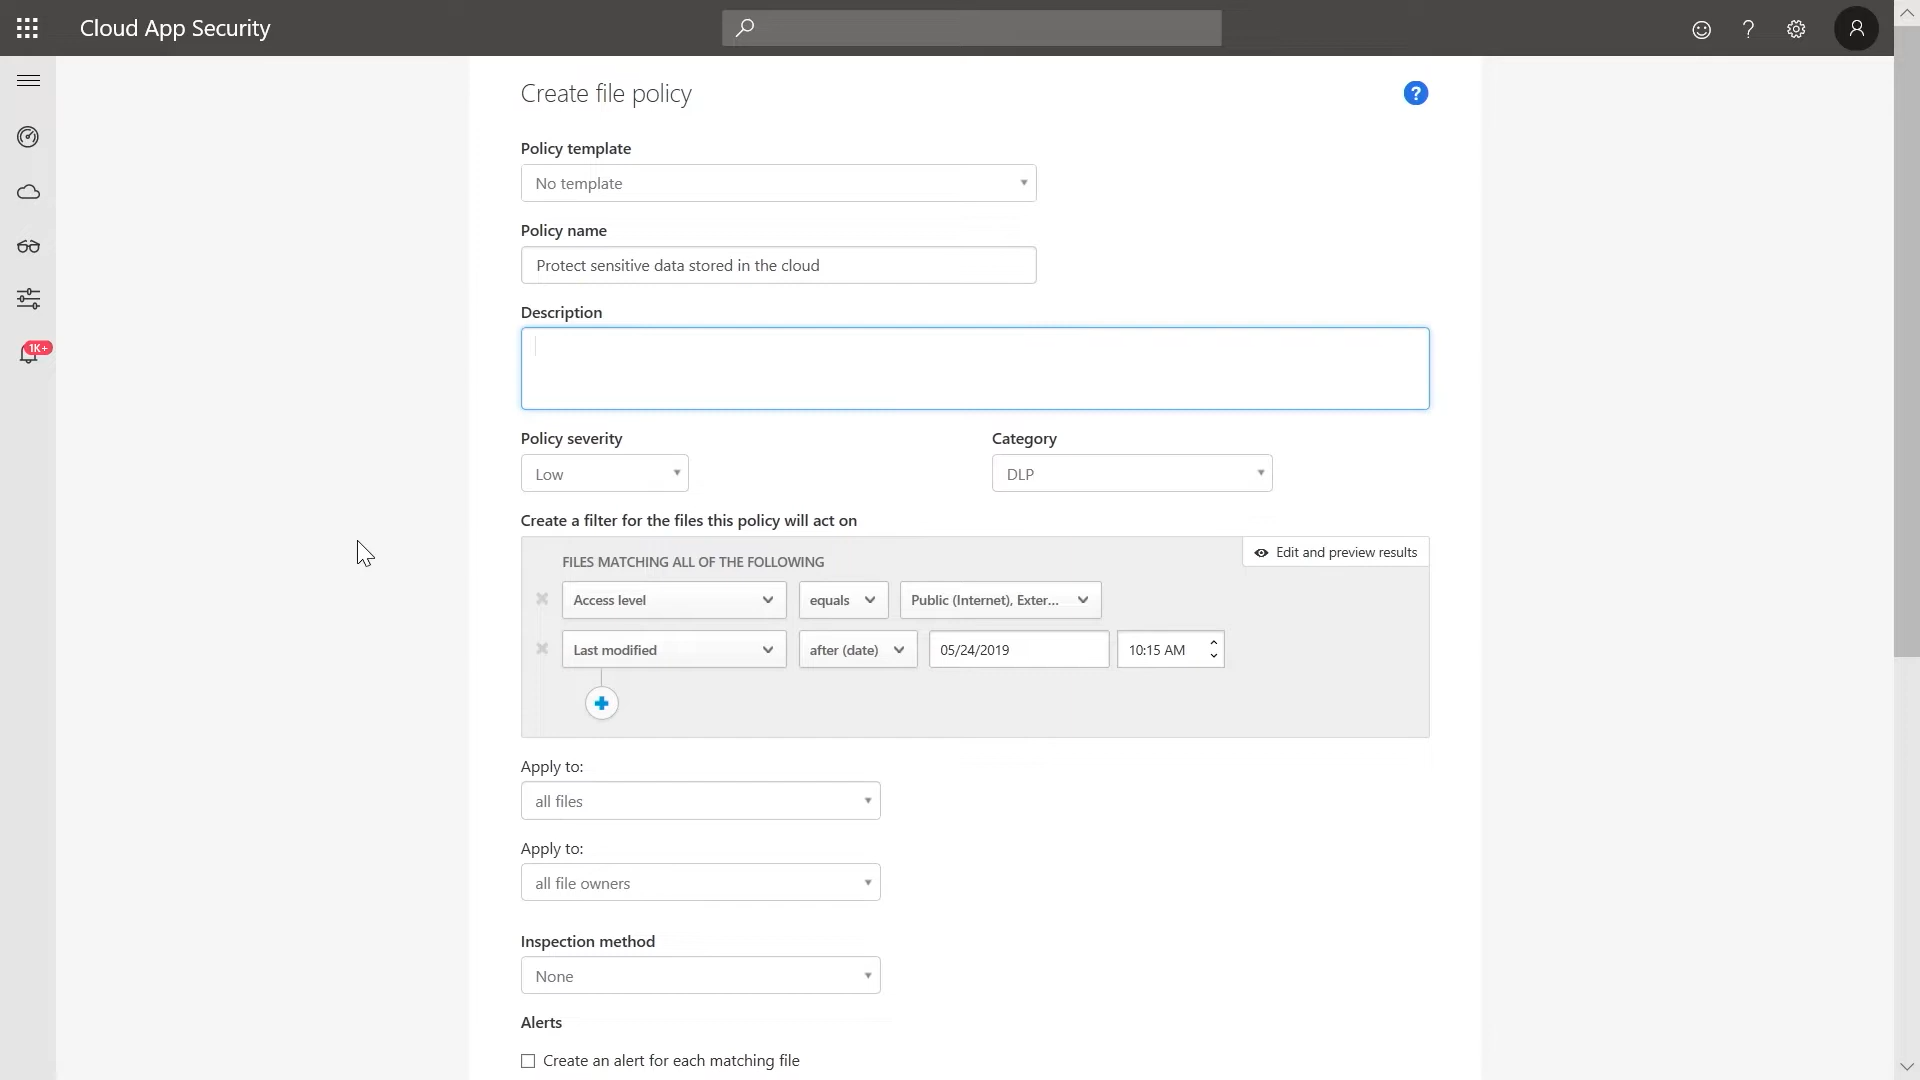 Cloud App Security
Create file policy
?
Policy template
No template
Policy name
Protect sensitive data stored in the cloud
Description
Policy severity
Category
Low
DLP
Create a filter for the files this policy will act on
FILES MATCHING ALL OF THE FOLLOWING
Edit and preview results
Access level equals Public (Internet), Exter...
Last modified after (date) 05/24/2019 10:15 AM
1K+
Apply to:
all files
Apply to:
all file owners
Inspection method
None
Alerts
Create an alert for each matching file